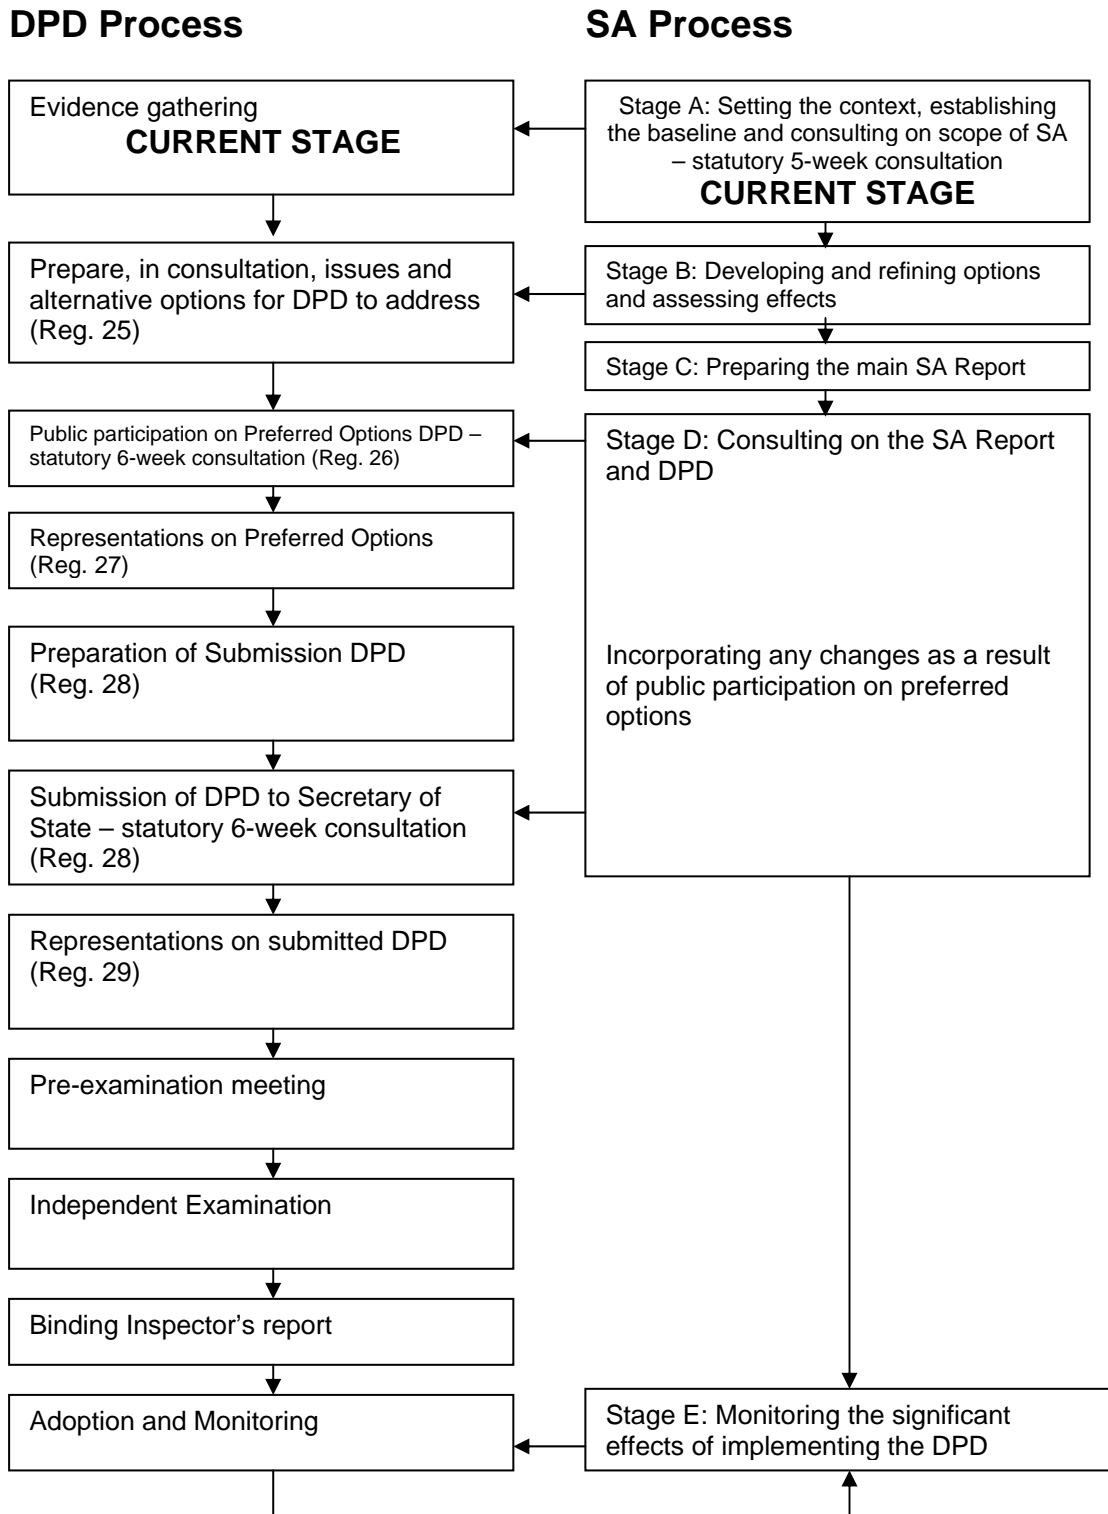 DPD Process
SA Process
Evidence gathering
CURRENT STAGE
Stage A: Setting the context, establishing
the baseline and consulting on scope of SA
– statutory 5-week consultation
CURRENT STAGE
Prepare, in consultation, issues and
alternative options for DPD to address
(Reg. 25)
Stage B: Developing and refining options
and assessing effects
Stage C: Preparing the main SA Report
Public participation on Preferred Options DPD –
statutory 6-week consultation (Reg. 26)
Stage D: Consulting on the SA Report
and DPD
Representations on Preferred Options
(Reg. 27)
Preparation of Submission DPD
(Reg. 28)
Incorporating any changes as a result
of public participation on preferred
options
Submission of DPD to Secretary of
State – statutory 6-week consultation
(Reg. 28)
Representations on submitted DPD
(Reg. 29)
Pre-examination meeting
Independent Examination
Binding Inspector’s report
Adoption and Monitoring
Stage E: Monitoring the significant
effects of implementing the DPD